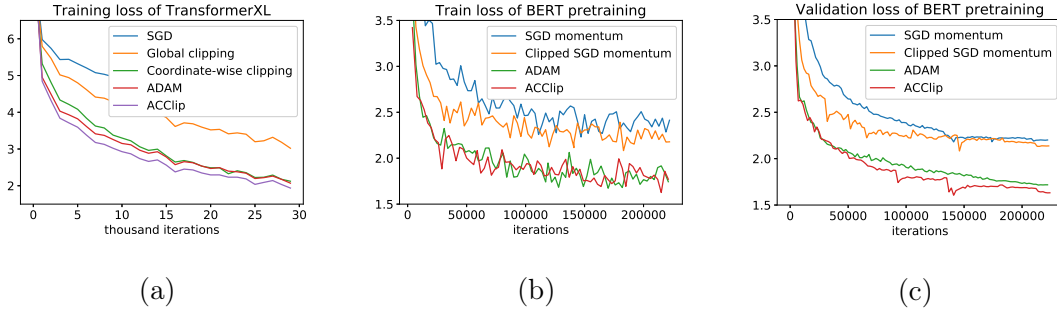 Training loss of TransformerXL
6
5
4
3
2
SGD
Global clipping
Coordinate-wise clipping
ADAM
ACClip
0 5 10 15 20 25 30
thousand iterations
(a)
Train loss of BERT pretraining
3.5
3.0
2.5
2.0
1.5
SGD momentum
Clipped SGD momentum
ADAM
ACClip
0 50000 100000 150000 200000
iterations
(b)
Validation loss of BERT pretraining
3.5
3.0
2.5
2.0
1.5
SGD momentum
Clipped SGD momentum
ADAM
ACClip
0 50000 100000 150000 200000
iterations
(c)